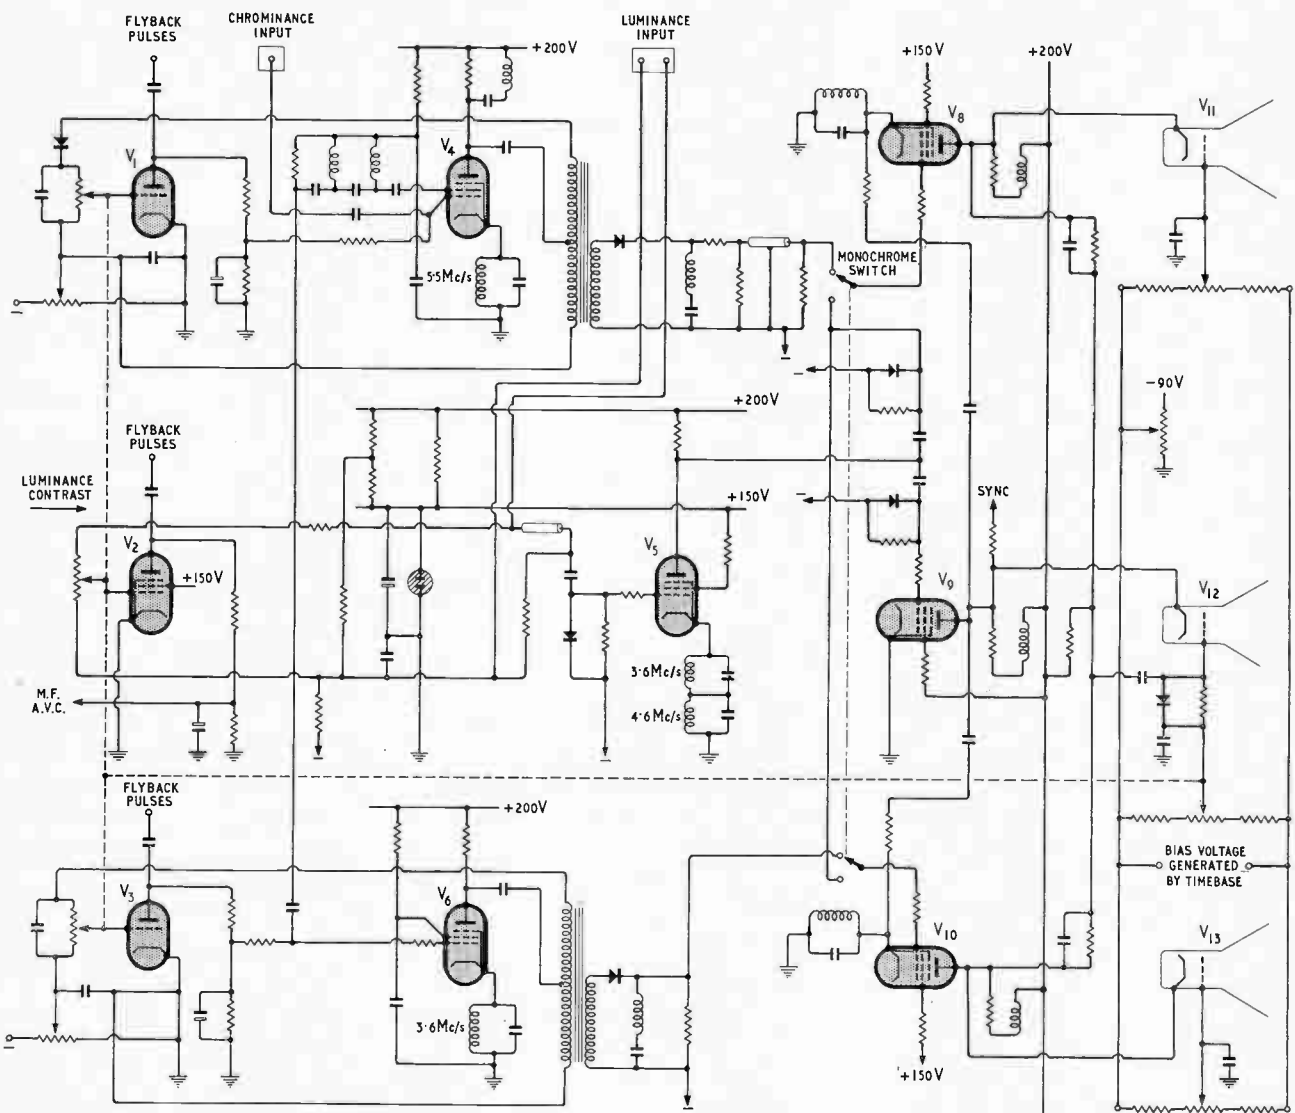 FLYBACK
PULSES
CHROMINANCE
INPUT
+200V
LUMINANCE
INPUT
+150V
+200V
V1
V4
V8
V11
5.5Mc/s
MONOCHROME
SWITCH
-90V
+200V
FLYBACK
PULSES
LUMINANCE
CONTRAST
+150V
SYNC
V2
+150V
V5
V9
V12
3.6Mc/s
4.6Mc/s
M.F.
A.V.C.
FLYBACK
PULSES
+200V
BIAS VOLTAGE
GENERATED
BY TIMEBASE
V3
V6
V10
V13
3.6Mc/s
+150V